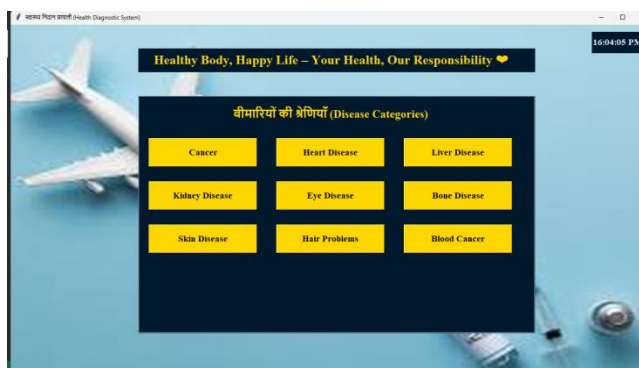 स्वास्थ्य निदान प्रणाली (Health Diagnostic System)
16:04:05 PM
Healthy Body, Happy Life – Your Health, Our Responsibility ❤
बीमारियों की श्रेणियाँ (Disease Categories)
Cancer Heart Disease Liver Disease
Kidney Disease Eye Disease Bone Disease
Skin Disease Hair Problems Blood Cancer